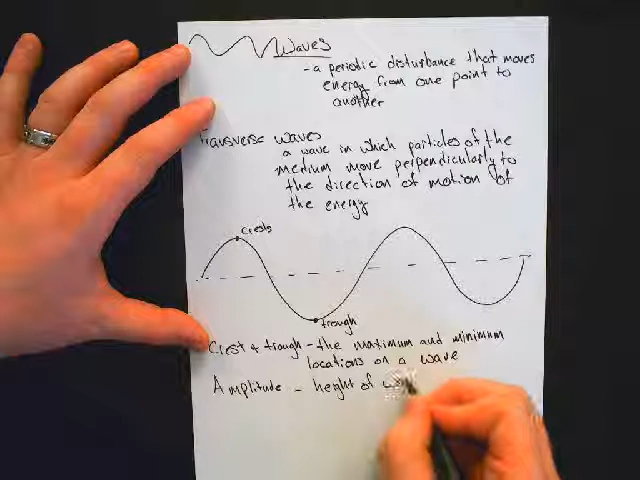 Waves
- a periodic disturbance that moves
energy from one point to
another
Transverse waves
a wave in which particles of the
medium move perpendicularly to
the direction of motion of
the energy
Crests
trough
Crest & trough - the maximum and minimum
locations on a wave
Amplitude - height of